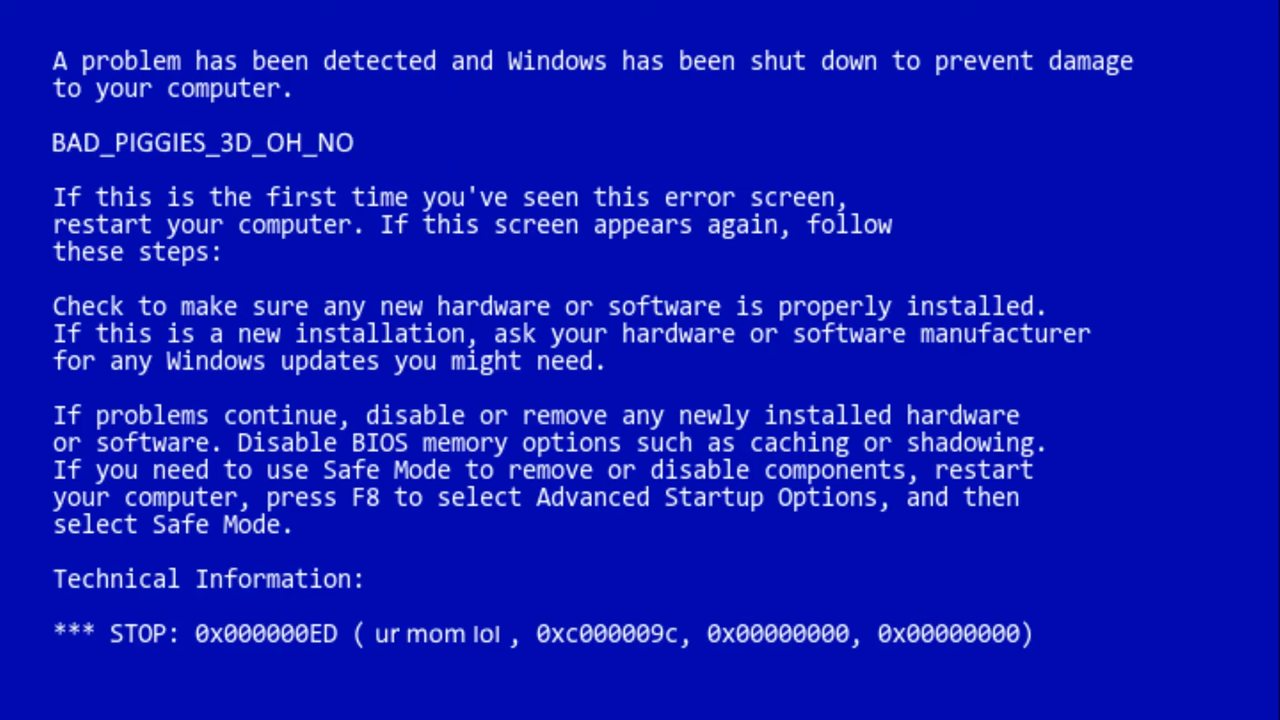 A problem has been detected and Windows has been shut down to prevent damage
to your computer.
BAD_PIGGIES_3D_OH_NO
If this is the first time you've seen this error screen,
restart your computer. If this screen appears again, follow
these steps:
Check to make sure any new hardware or software is properly installed.
If this is a new installation, ask your hardware or software manufacturer
for any Windows updates you might need.
If problems continue, disable or remove any newly installed hardware
or software. Disable BIOS memory options such as caching or shadowing.
If you need to use Safe Mode to remove or disable components, restart
your computer, press F8 to select Advanced Startup Options, and then
select Safe Mode.
Technical Information:
*** STOP: 0x000000ED ( ur mom lol , 0xc000009c, 0x00000000, 0x00000000)